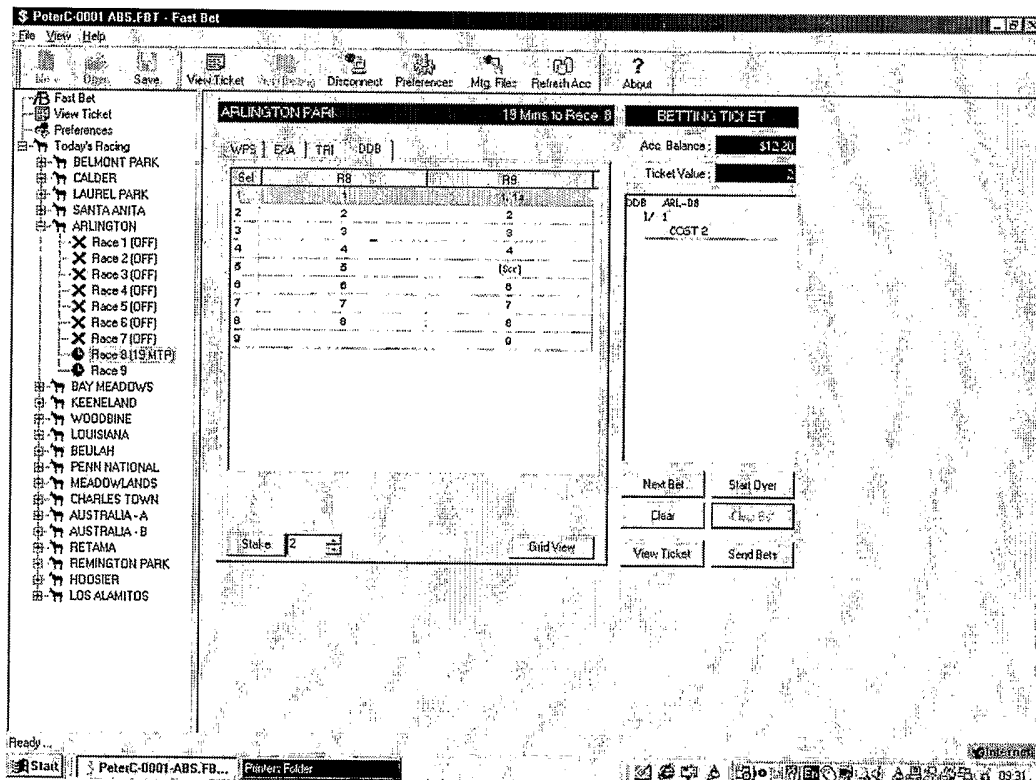 $ PeterC-0001 ABS.FBT - Fast Bet
File View Help
New Open Save View Ticket Disconnect Preferences Mtg. Files Refresh Acc About
Fast Bet
View Ticket
Preferences
Today's Racing
BELMONT PARK
CALDER
LAUREL PARK
SANTA ANITA
ARLINGTON
Race 1 (OFF)
Race 2 (OFF)
Race 3 (OFF)
Race 4 (OFF)
Race 5 (OFF)
Race 6 (OFF)
Race 7 (OFF)
Race 8 (19 MTR)
Race 9
BAY MEADOWS
KEENELAND
WOODBINE
LOUISIANA
BEULAH
PENN NATIONAL
MEADOWLANDS
CHARLES TOWN
AUSTRALIA - A
AUSTRALIA - B
RETAMA
REMINGTON PARK
HOOSIER
LOS ALAMITOS
ARLINGTON PARK 19 Mins to Race 8
WPS EXA TRI DDB
Sel R8 R9
1 1 1, 1a
2 2 2
3 3 3
4 4 4
5 5 (Scr)
6 6 6
7 7 7
8 8 8
9 9
Stake 2 Grid View
BETTING TICKET
Acc. Balance : $12.20
Ticket Value : 2
DDB ARL-D8
1/ 1
COST 2
Next Bet Start Over
Clear
View Ticket Send Bets
Ready...
Internet
Start PeterC-0001-ABS.FB... Printers Folder